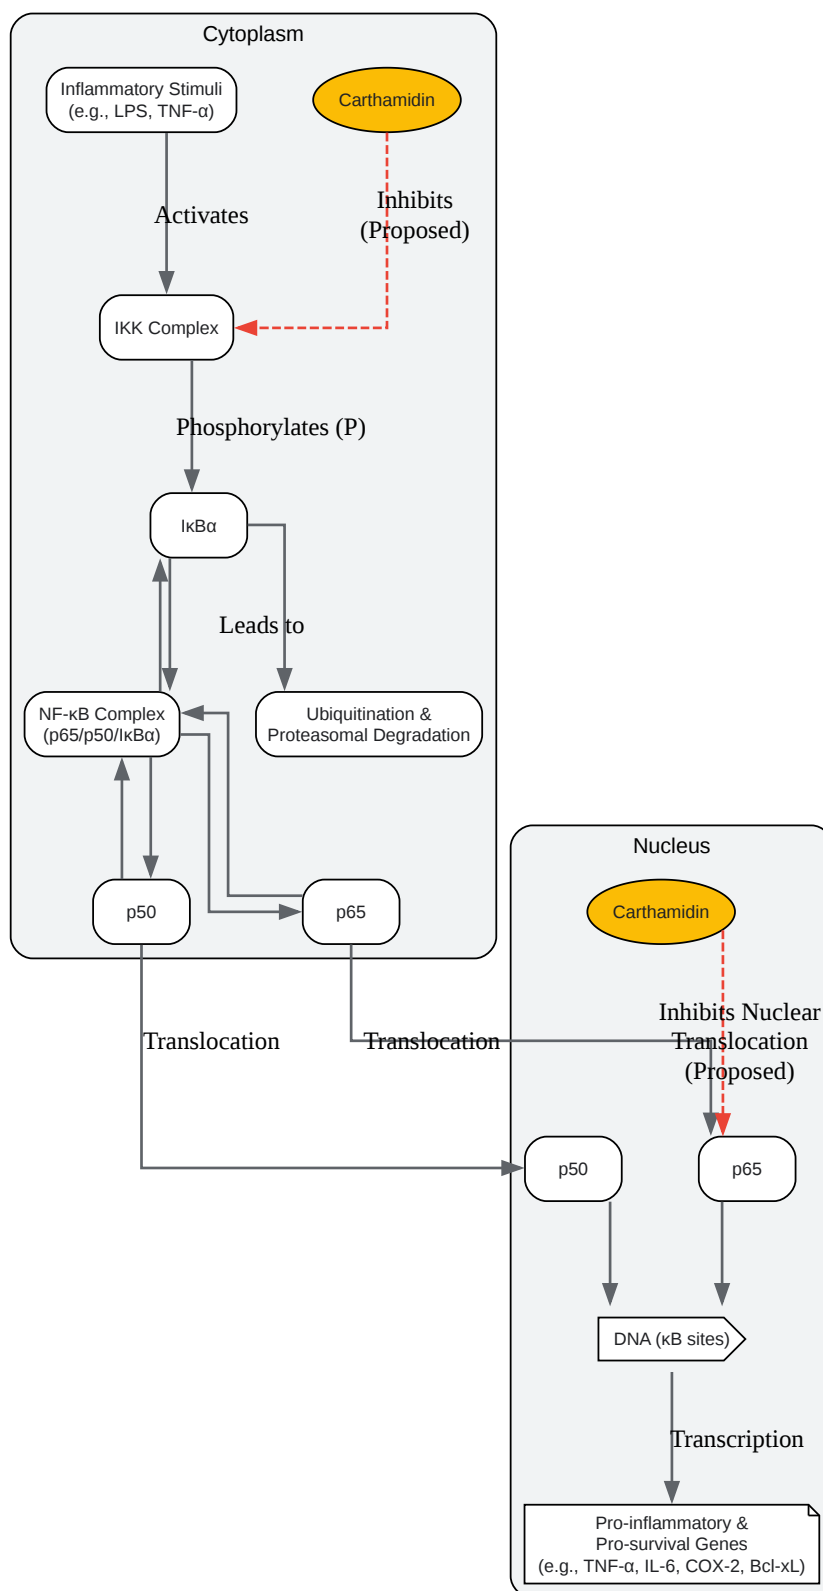 Cytoplasm
Inflammatory Stimuli
(e.g., LPS, TNF-α)
Carthamidin
Activates
Inhibits
(Proposed)
IKK Complex
Phosphorylates (P)
IκBα
Leads to
NF-κB Complex
(p65/p50/IκBα)
Ubiquitination &
Proteasomal Degradation
p50
p65
Nucleus
Carthamidin
Translocation
Translocation
Inhibits Nuclear
Translocation
(Proposed)
p50
p65
DNA (κB sites)
Transcription
Pro-inflammatory &
Pro-survival Genes
(e.g., TNF-α, IL-6, COX-2, Bcl-xL)